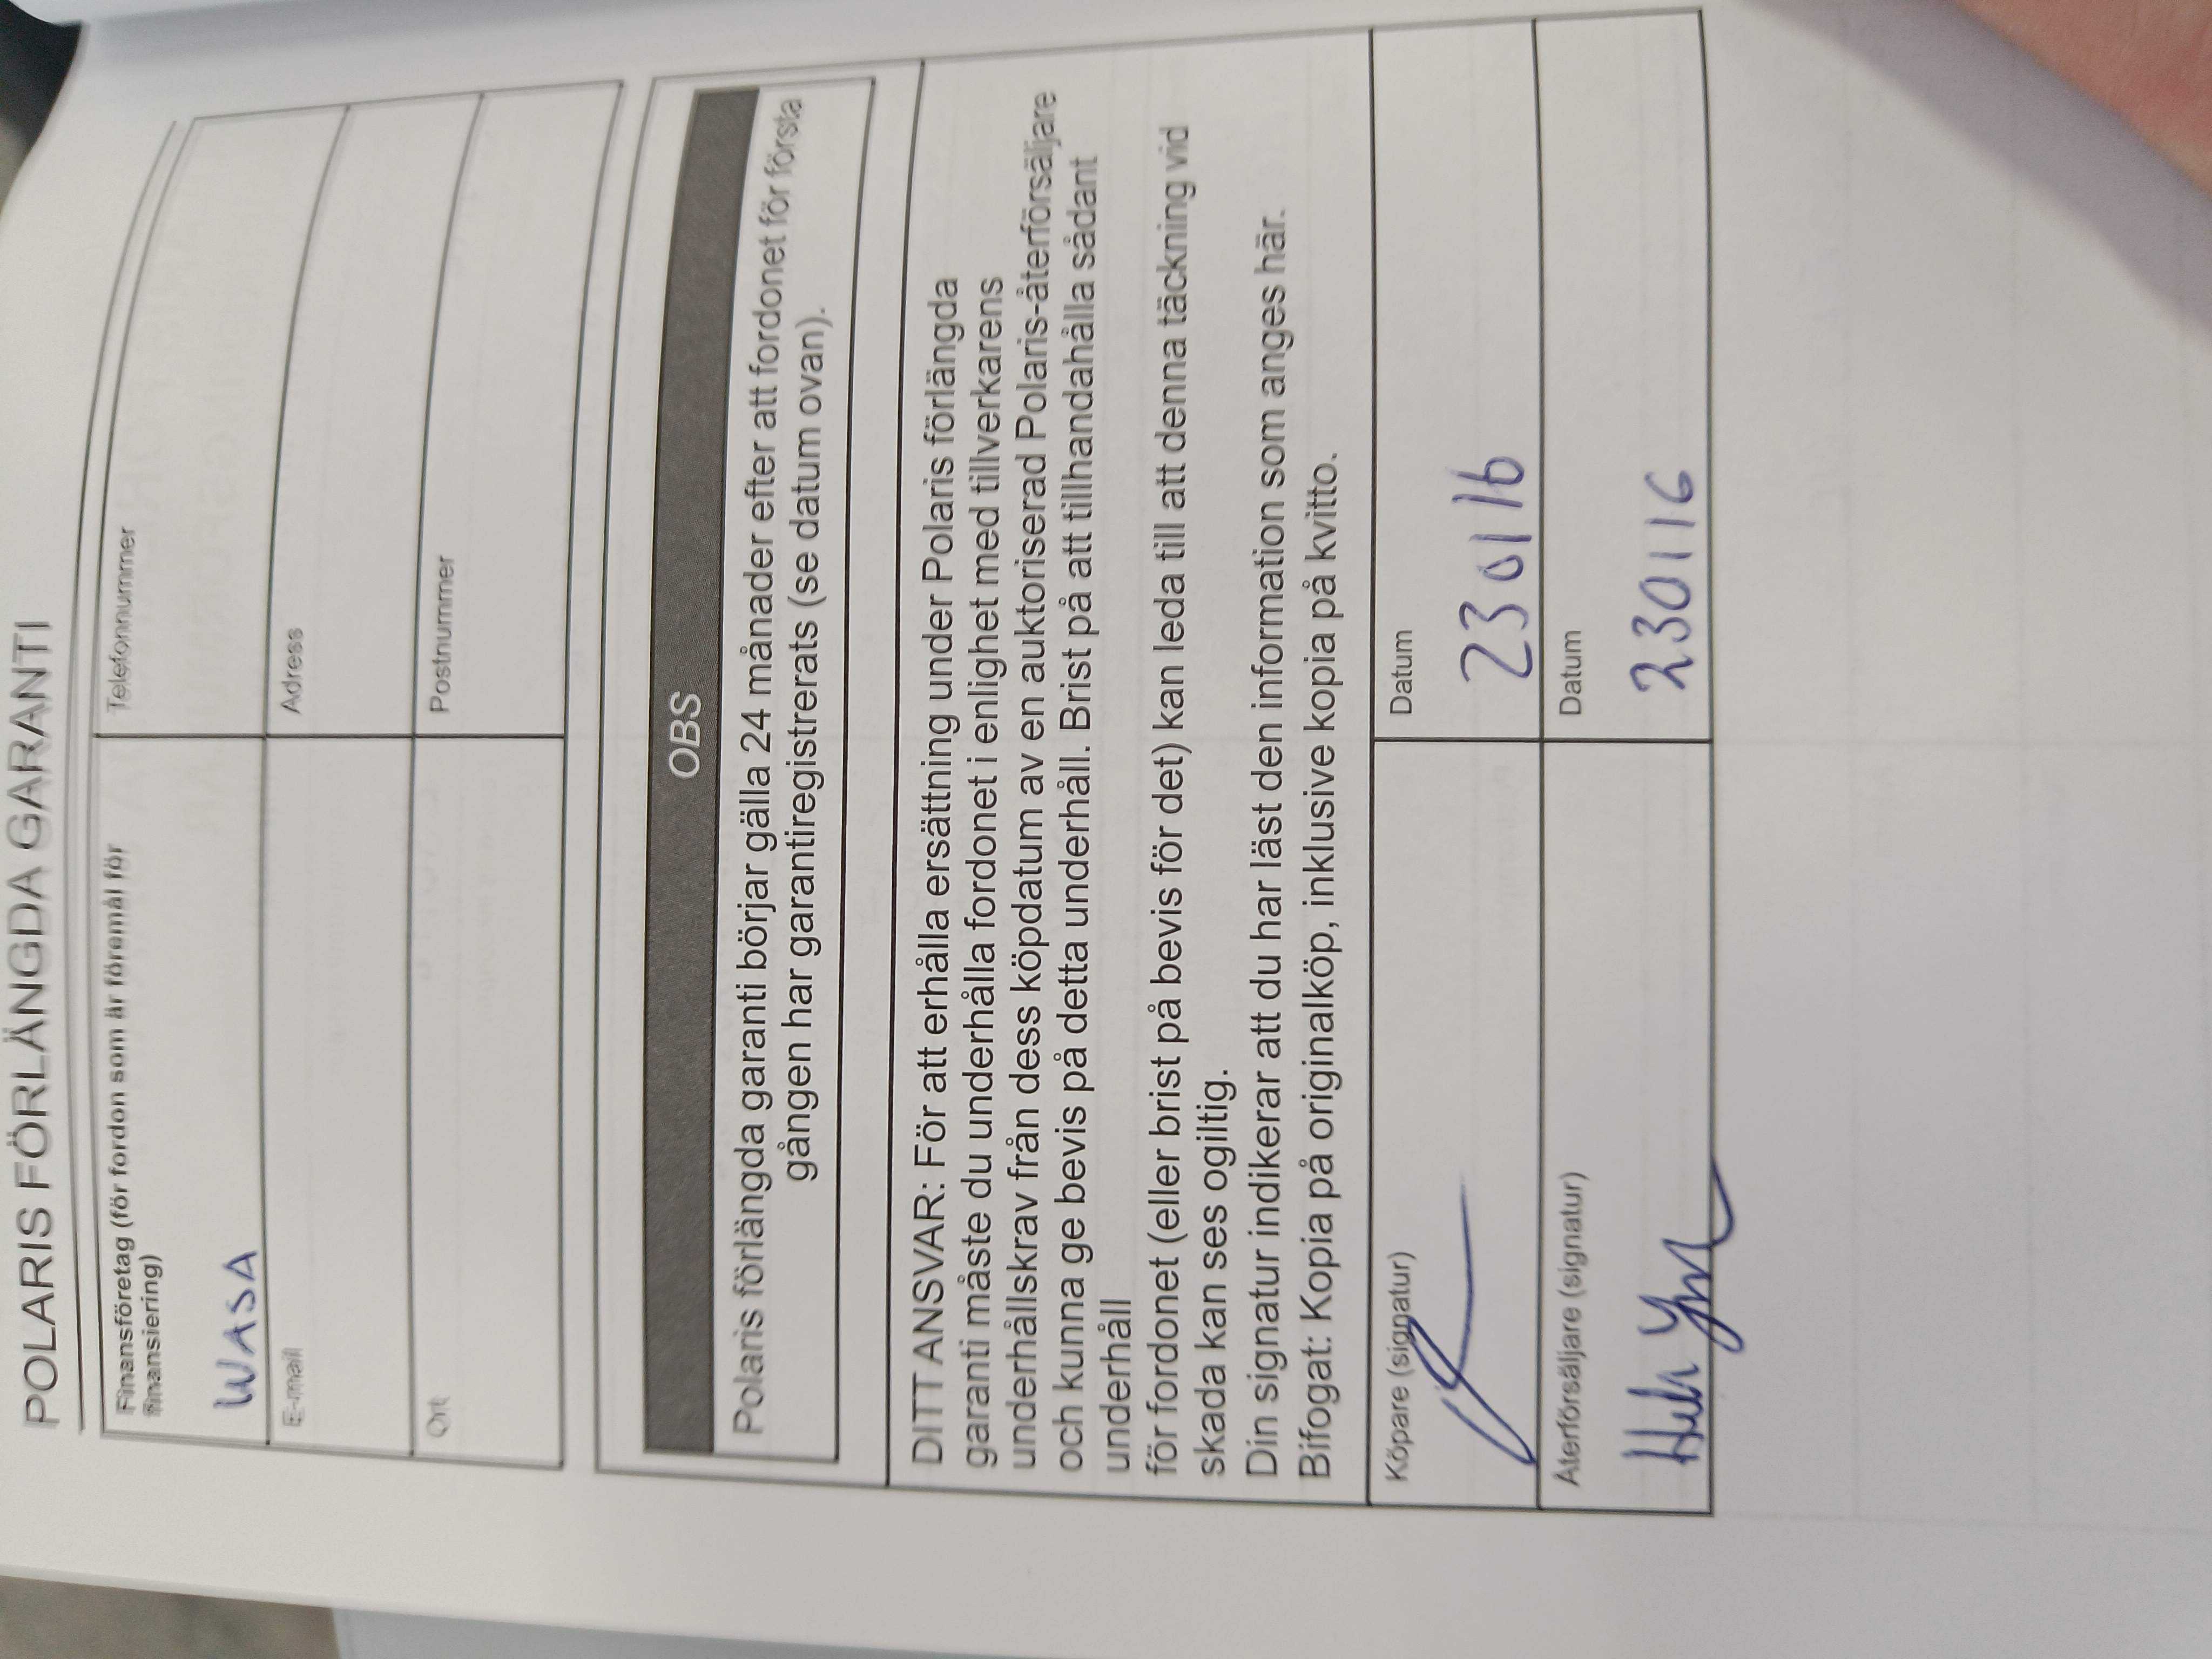 POLARIS FÖRLÄNGDA GARANTI
Finansföretag (för fordon som är föremål för
finansiering)
WASA
Telefonnummer
E-mail
Adress
Ort
Postnummer
OBS
Polaris förlängda garanti börjar gälla 24 månader efter att fordonet för första
gången har garantiregistrerats (se datum ovan).
DITT ANSVAR: För att erhålla ersättning under Polaris förlängda
garanti måste du underhålla fordonet i enlighet med tillverkarens
underhållskrav från dess köpdatum av en auktoriserad Polaris-återförsäljare
och kunna ge bevis på detta underhåll. Brist på att tillhandahålla sådant
underhåll
för fordonet (eller brist på bevis för det) kan leda till att denna täckning vid
skada kan ses ogiltig.
Din signatur indikerar att du har läst den information som anges här.
Bifogat: Kopia på originalköp, inklusive kopia på kvitto.
Köpare (signatur)
Datum
230116
Återförsäljare (signatur)
Datum
230116